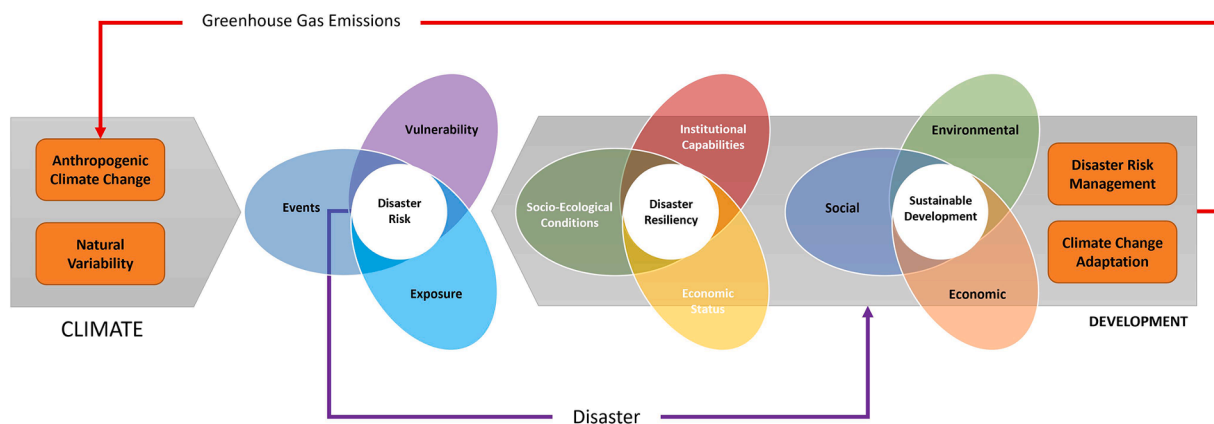 Greenhouse Gas Emissions
Anthropogenic
Climate Change
Natural
Variability
CLIMATE
Vulnerability
Events
Disaster
Risk
Exposure
Institutional
Capabilities
Socio-Ecological
Conditions
Disaster
Resiliency
Economic
Status
Environmental
Social
Sustainable
Development
Economic
Disaster Risk
Management
Climate Change
Adaptation
DEVELOPMENT
Disaster